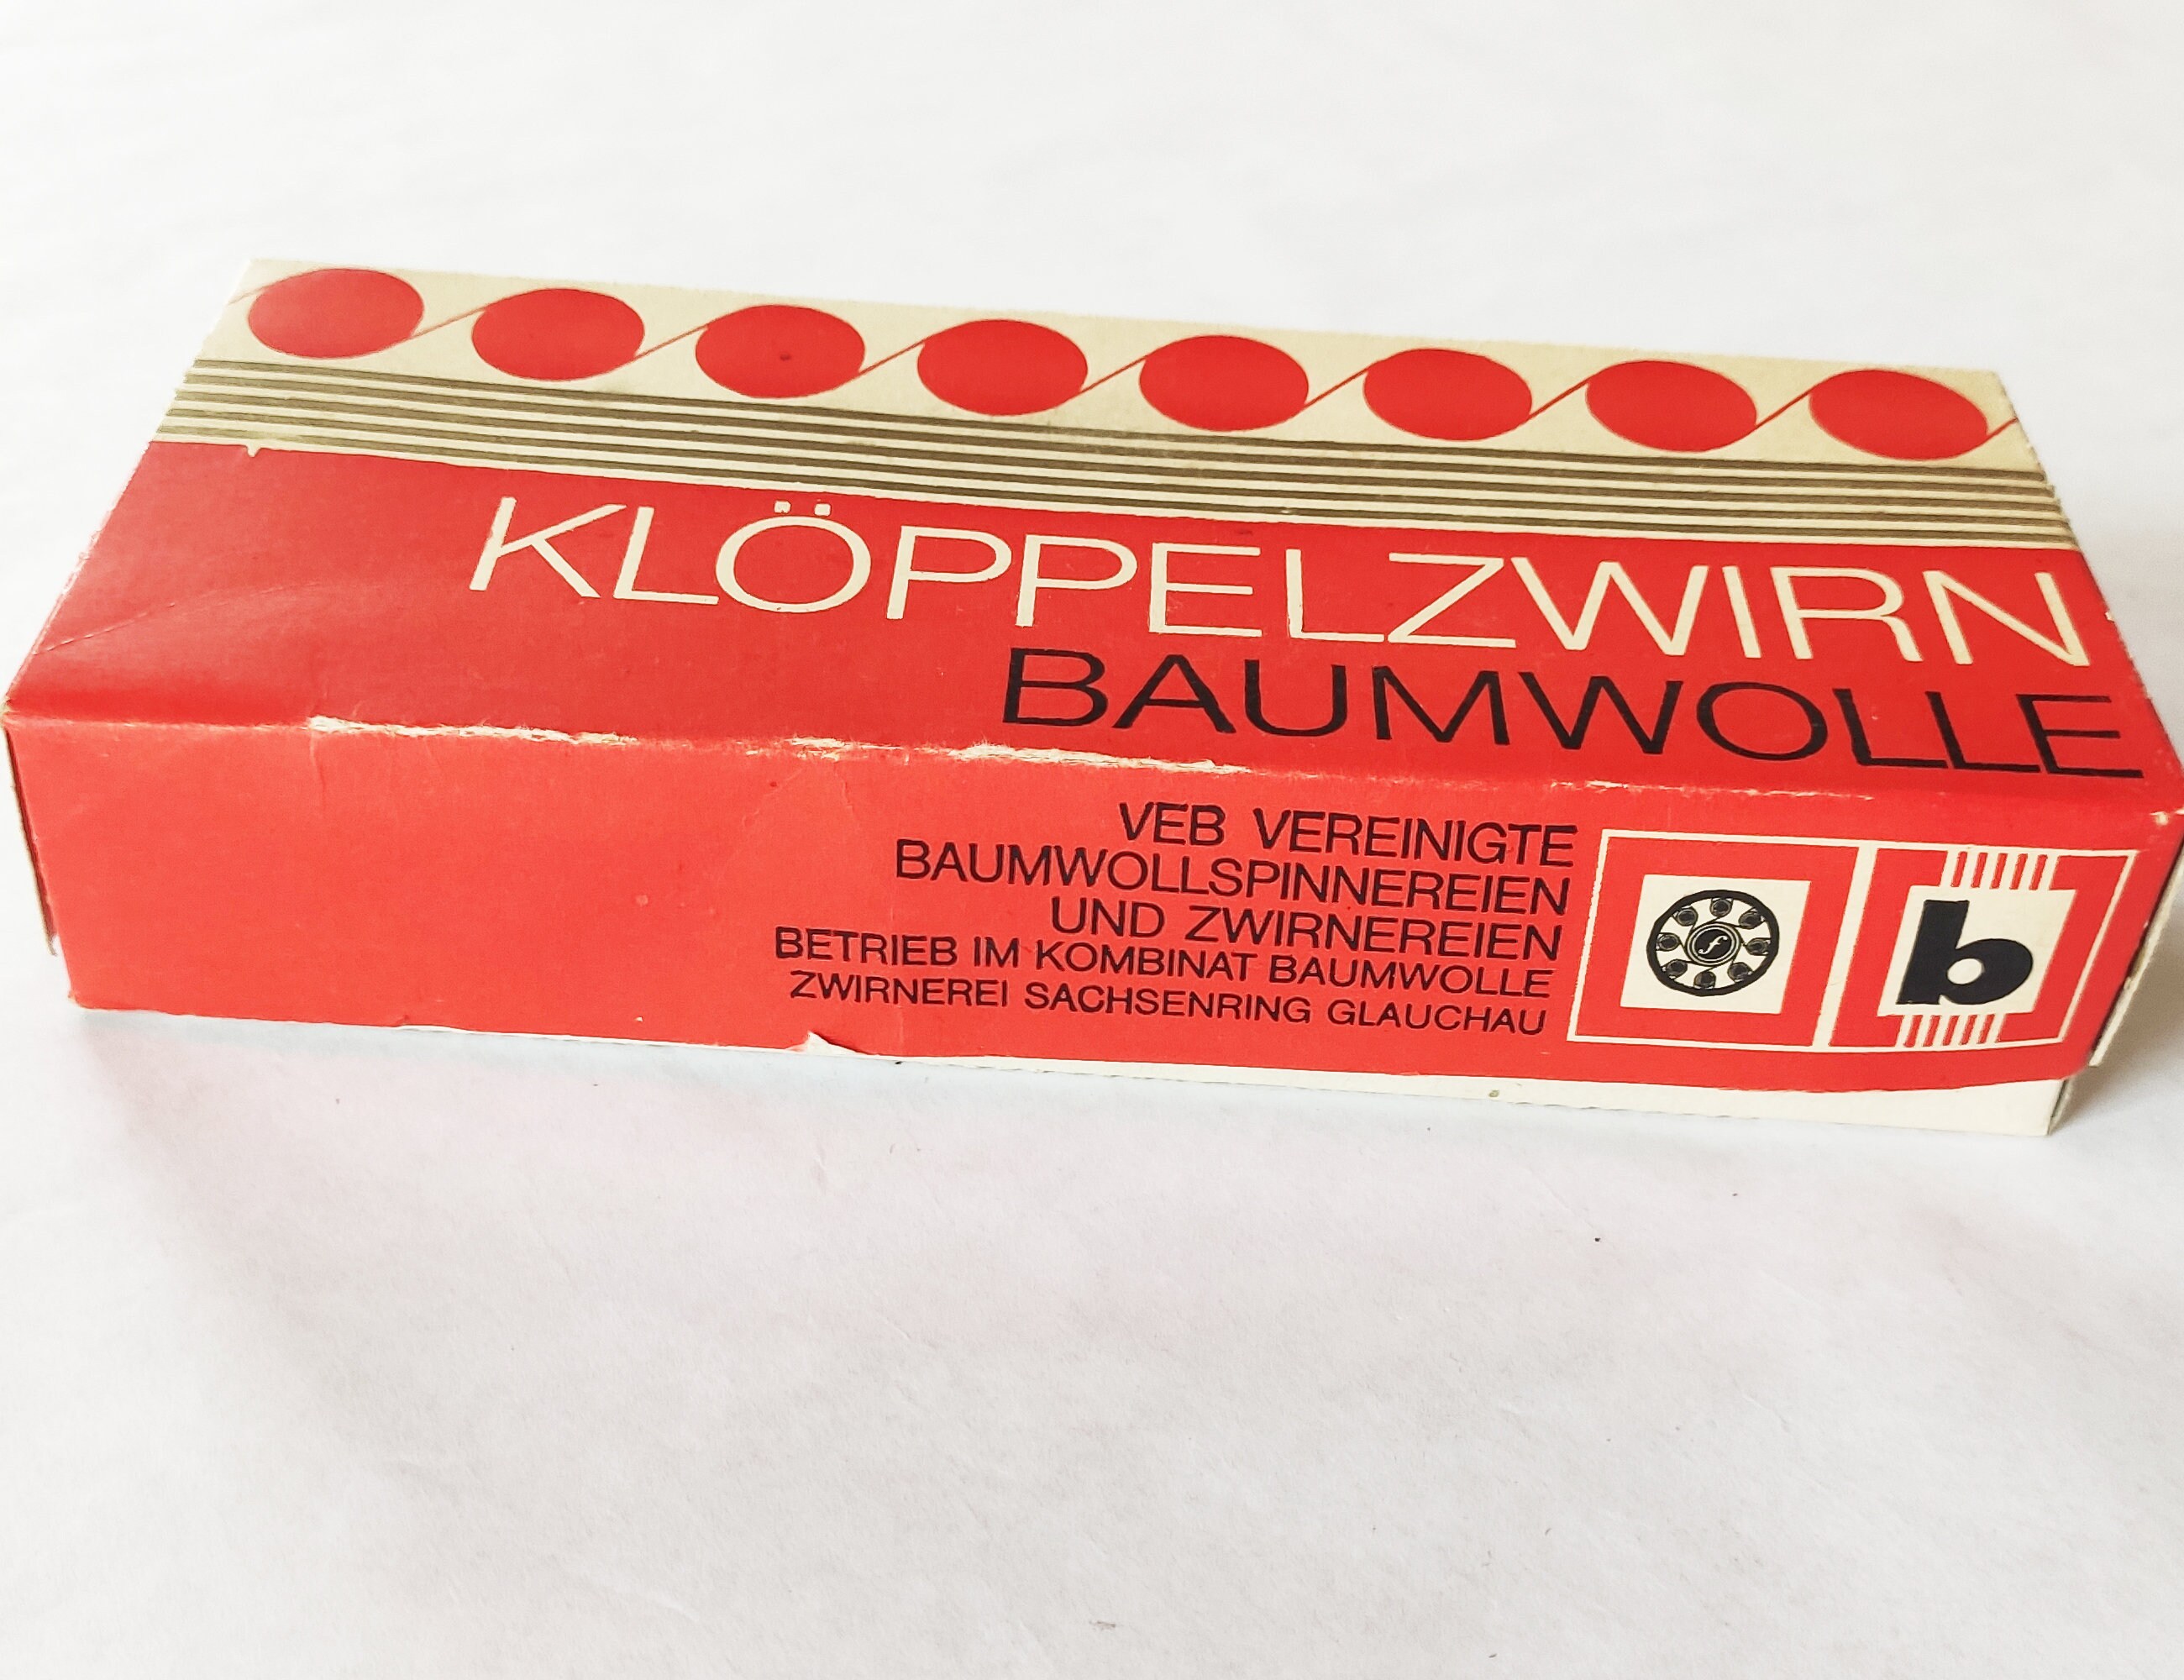 KLÖPPELZWIRN
BAUMWOLLE
VEB VEREINIGTE
BAUMWOLLSPINNEREIEN
UND ZWIRNEREIEN
BETRIEB IM KOMBINAT BAUMWOLLE
ZWIRNEREI SACHSENRING GLAUCHAU
f
b